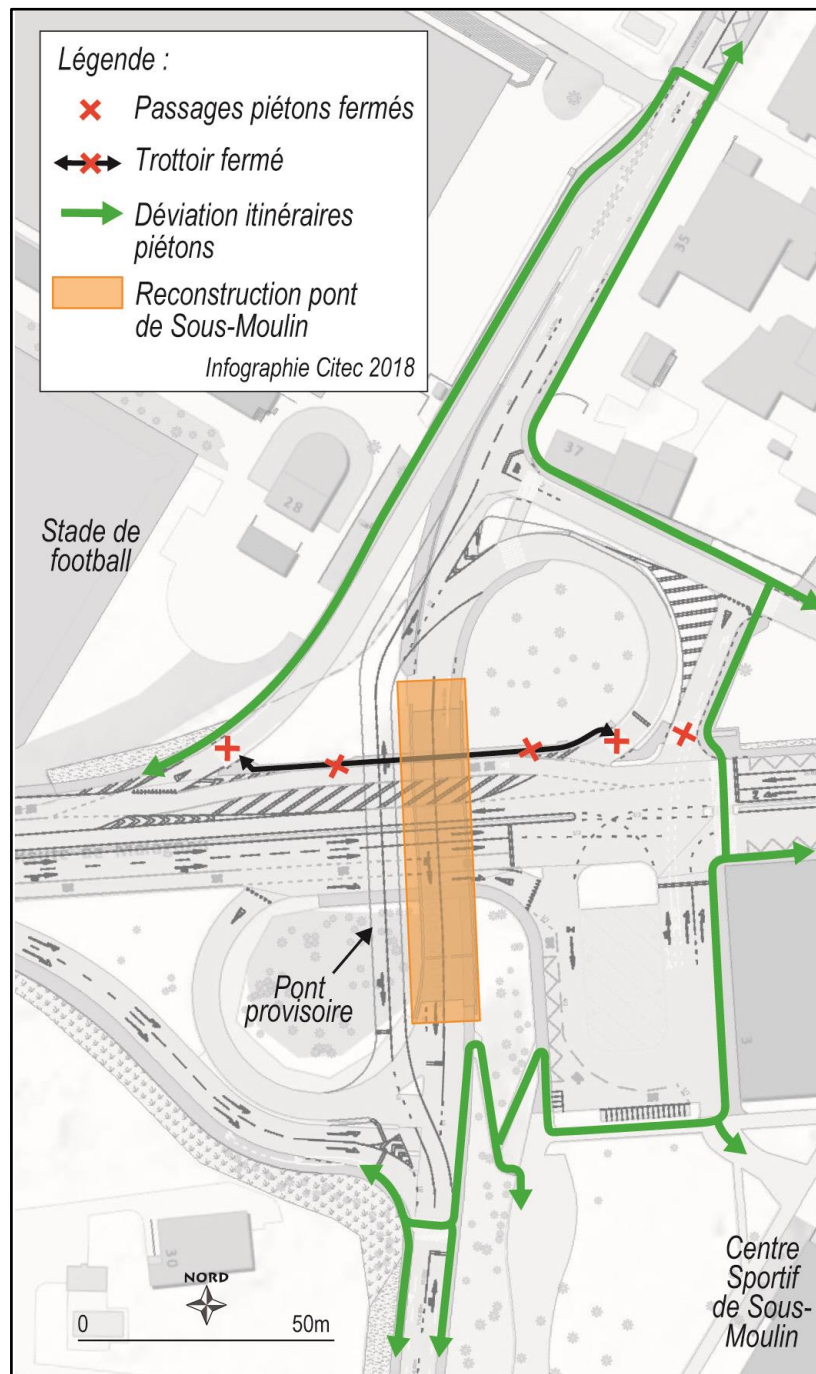 Légende :
Passages piétons fermés
Trottoir fermé
Déviation itinéraires
piétons
Reconstruction pont
de Sous-Moulin
Infographie Citec 2018
35
37
28
Stade de
football
Pont
provisoire
3
30
NORD
0 50m
Centre
Sportif
de Sous-
Moulin